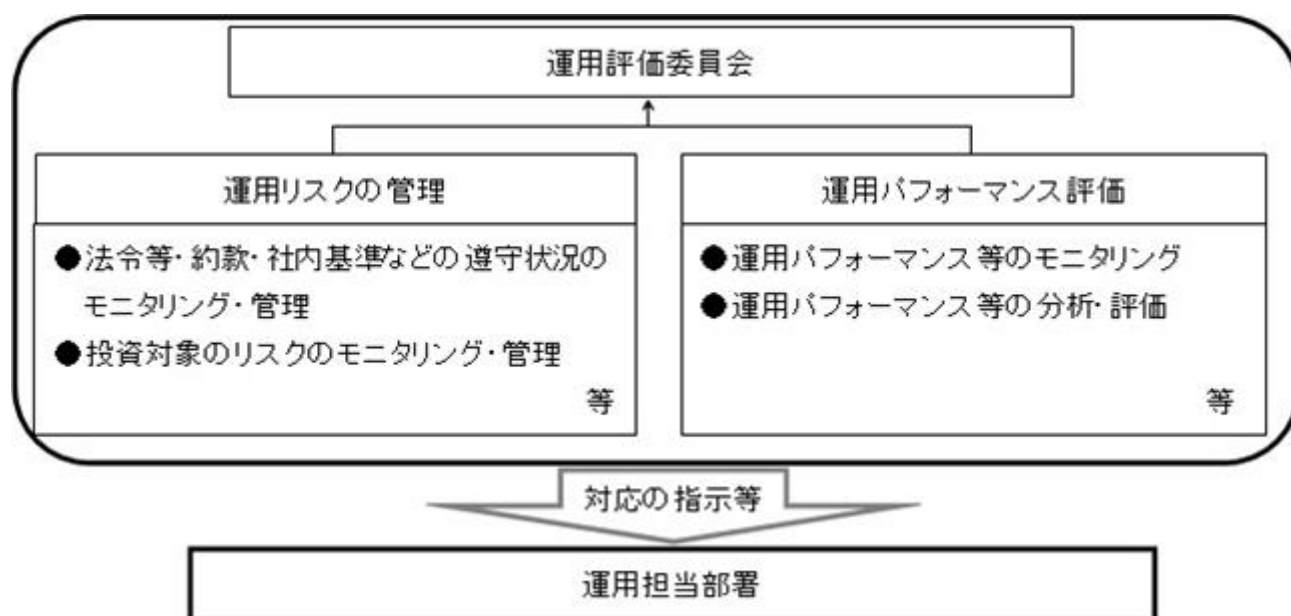 運用評価委員会
運用リスクの管理
●法令等・約款・社内基準などの遵守状況の
モニタリング・管理
●投資対象のリスクのモニタリング・管理
等
運用パフォーマンス評価
●運用パフォーマンス等のモニタリング
●運用パフォーマンス等の分析・評価
等
対応の指示等
運用担当部署